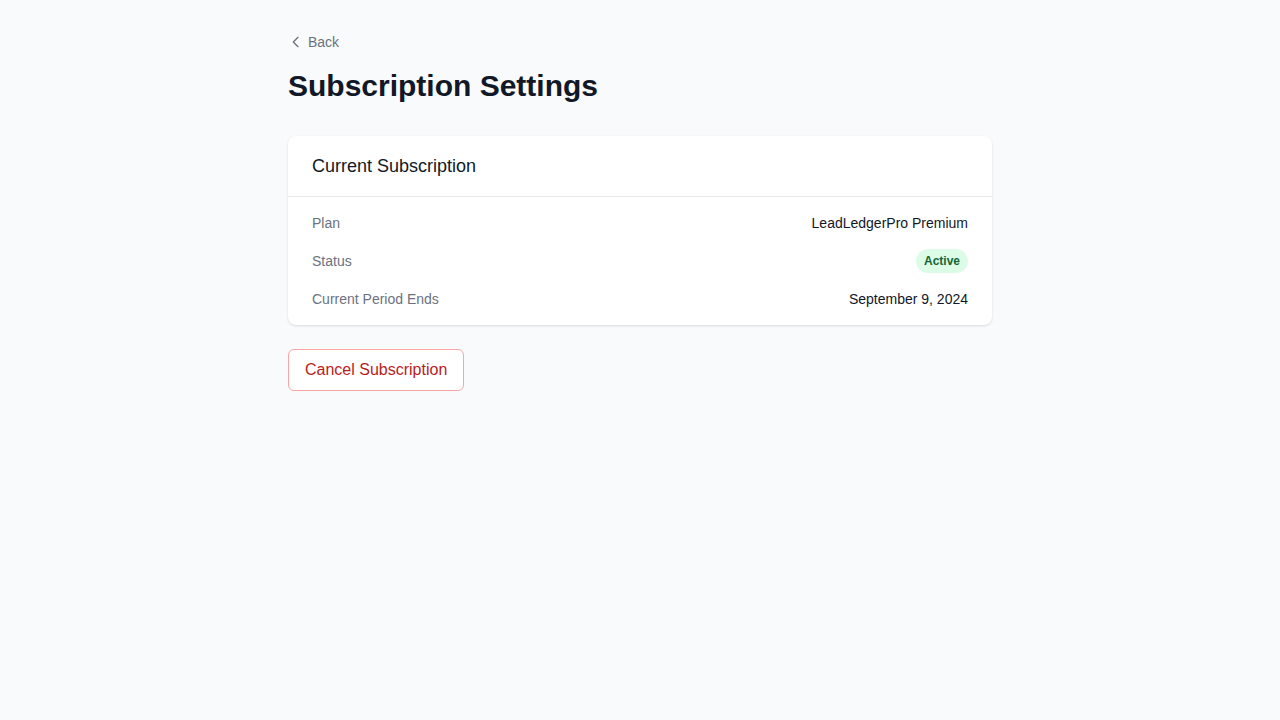 Back
Subscription Settings
Current Subscription
Plan LeadLedgerPro Premium
Status Active
Current Period Ends September 9, 2024
Cancel Subscription